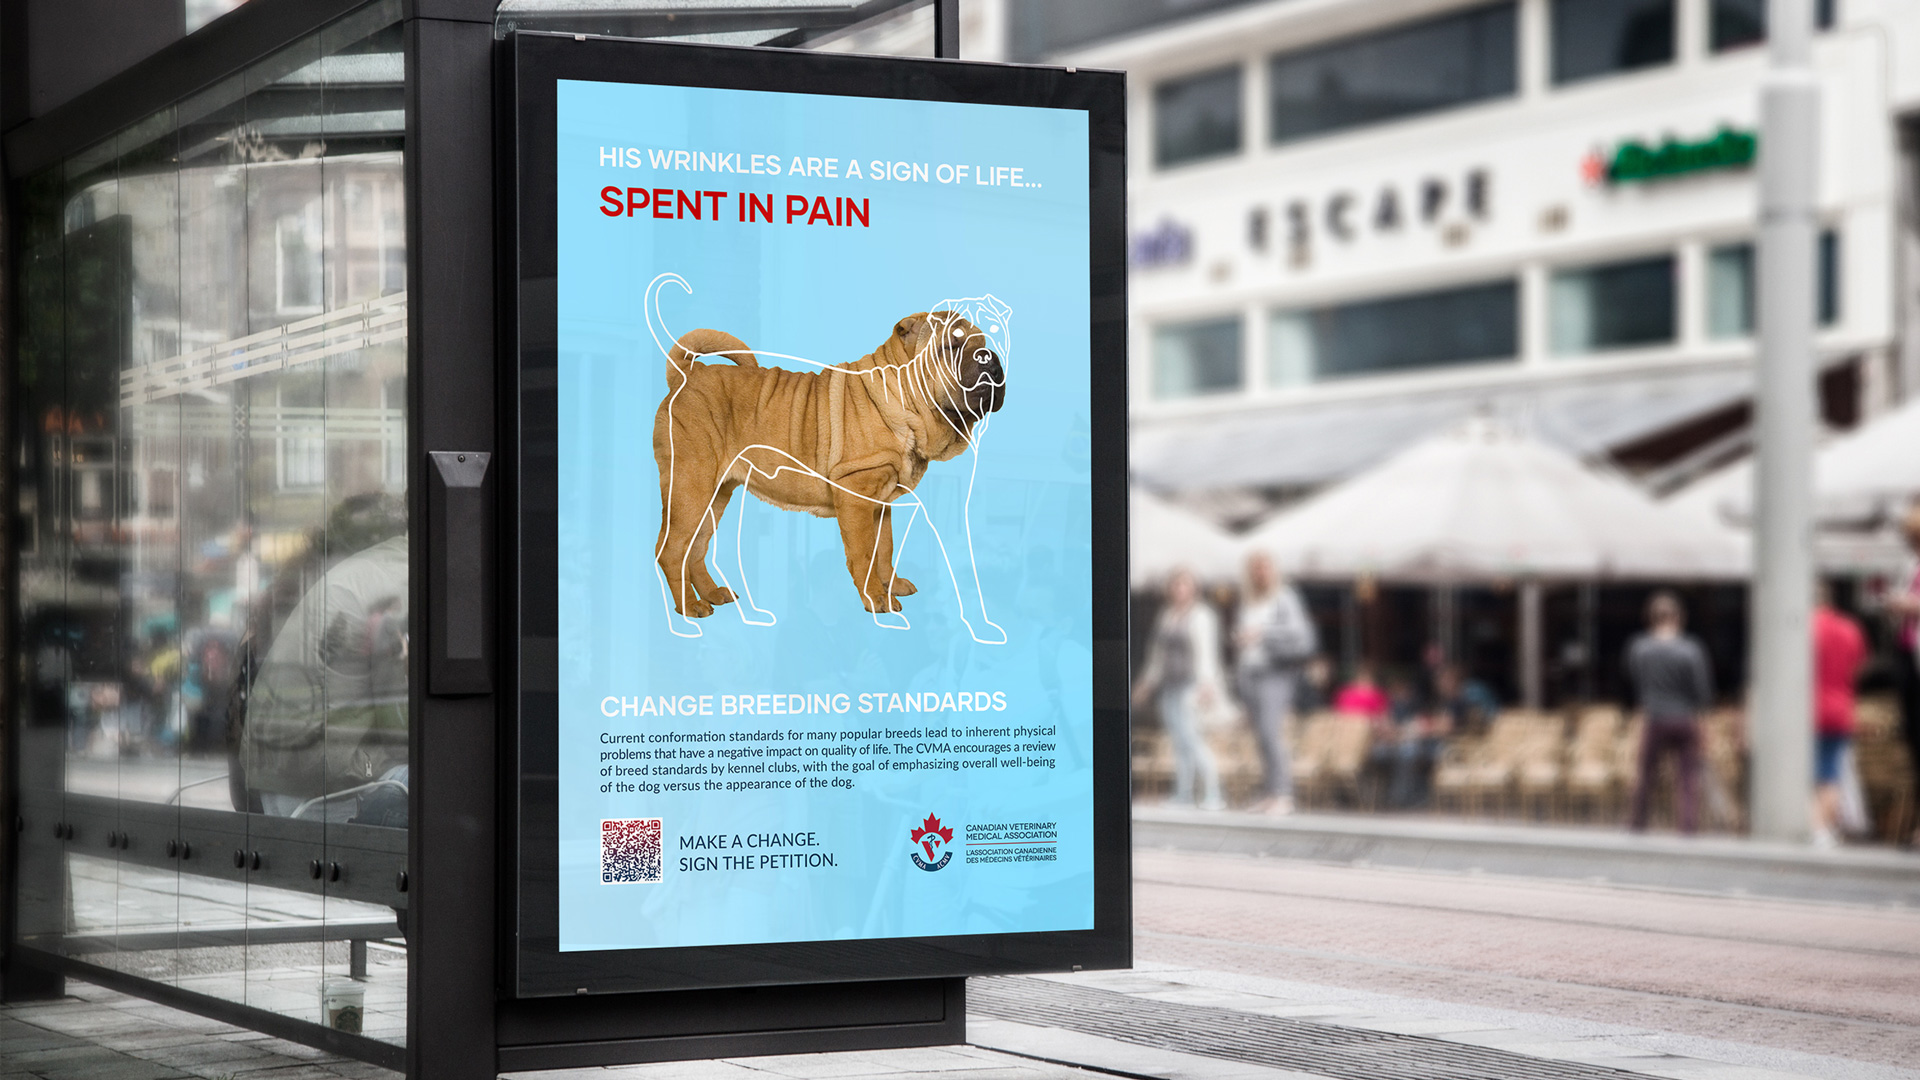 HIS WRINKLES ARE A SIGN OF LIFE...
SPENT IN PAIN
CHANGE BREEDING STANDARDS
Current conformation standards for many popular breeds lead to inherent physical
problems that have a negative impact on quality of life. The CVMA encourages a review
of breed standards by kennel clubs, with the goal of emphasizing overall well-being
of the dog versus the appearance of the dog.
MAKE A CHANGE.
SIGN THE PETITION.
CVMA
ACMV
CANADIAN VETERINARY
MEDICAL ASSOCIATION
L'ASSOCIATION CANADIENNE
DES MÉDECINS VÉTÉRINAIRES
ESCAPE
Heineken